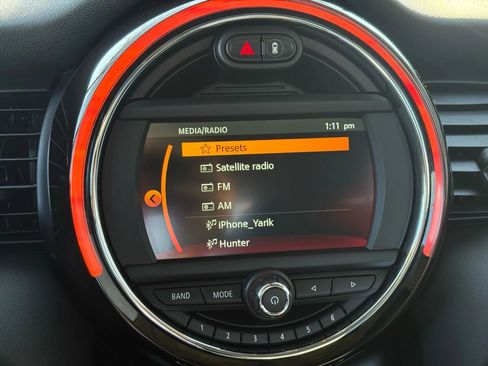 MEDIA/RADIO 1:11 pm
Presets
Satellite radio
FM
AM
iPhone_Yarik
Hunter
BAND MODE
1 2 3 4 5 6